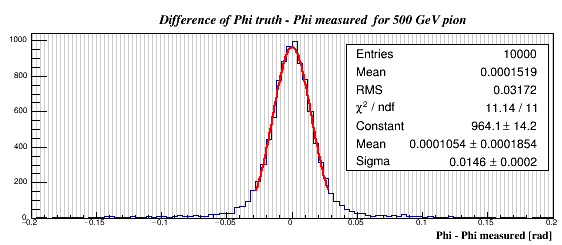 Difference of Phi truth - Phi measured for 500 GeV pion
1000
800
600
400
200
0
Entries 10000
Mean 0.0001519
RMS 0.03172
χ² / ndf 11.14 / 11
Constant 964.1 ± 14.2
Mean 0.0001054 ± 0.0001854
Sigma 0.0146 ± 0.0002
-0.2 -0.15 -0.1 -0.05 0 0.05 0.1 0.15 0.2
Phi - Phi measured [rad]